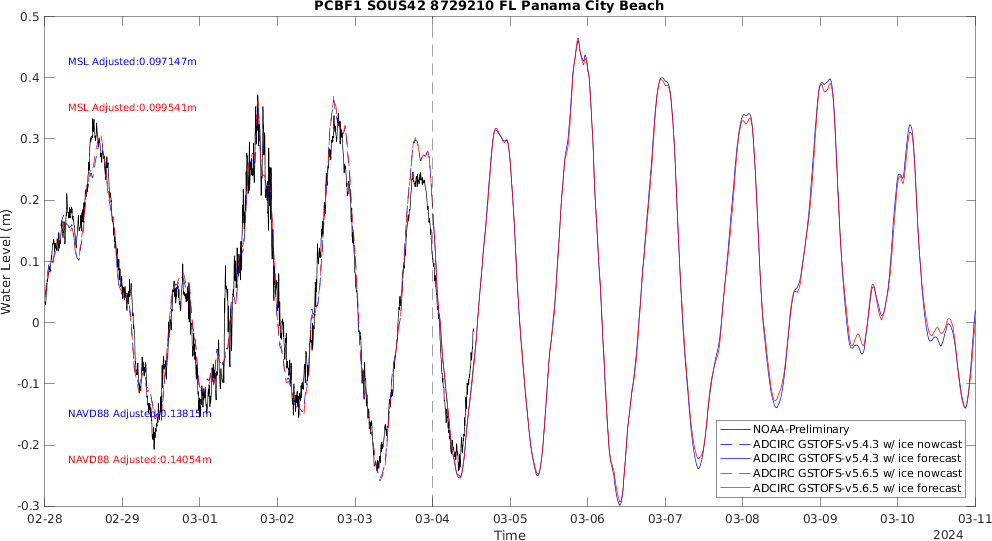 PCBF1 SOUS42 8729210 FL Panama City Beach
0.5
0.4
0.3
0.2
0.1
0
-0.1
-0.2
-0.3
Water Level (m)
MSL Adjusted:0.097147m
MSL Adjusted:0.099541m
NAVD88 Adjusted:0.13815m
NAVD88 Adjusted:0.14054m
NOAA-Preliminary
ADCIRC GSTOFS-v5.4.3 w/ ice nowcast
ADCIRC GSTOFS-v5.4.3 w/ ice forecast
ADCIRC GSTOFS-v5.6.5 w/ ice nowcast
ADCIRC GSTOFS-v5.6.5 w/ ice forecast
02-28 02-29 03-01 03-02 03-03 03-04 03-05 03-06 03-07 03-08 03-09 03-10 03-11
Time
2024